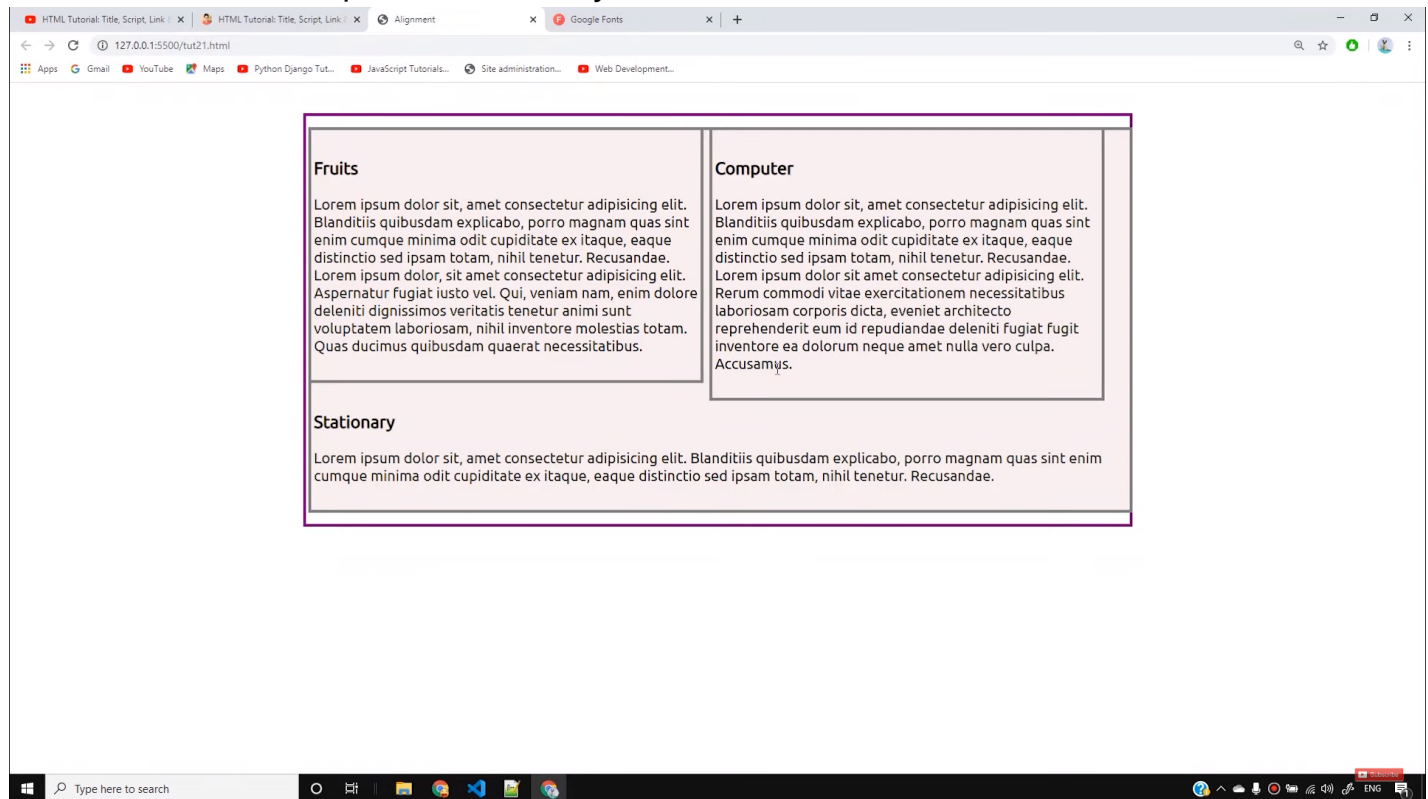 HTML Tutorial: Title, Script, Link
HTML Tutorial: Title, Script, Link
Alignment
Google Fonts
127.0.0.1:5500/tut21.html
Apps
Gmail
YouTube
Maps
Python Django Tut...
JavaScript Tutorials...
Site administration...
Web Development...
Fruits
Lorem ipsum dolor sit, amet consectetur adipisicing elit.
Blanditiis quibusdam explicabo, porro magnam quas sint
enim cumque minima odit cupiditate ex itaque, eaque
distinctio sed ipsam totam, nihil tenetur. Recusandae.
Lorem ipsum dolor, sit amet consectetur adipisicing elit.
Aspernatur fugiat iusto vel. Qui, veniam nam, enim dolore
deleniti dignissimos veritatis tenetur animi sunt
voluptatem laboriosam, nihil inventore molestias totam.
Quas ducimus quibusdam quaerat necessitatibus.
Computer
Lorem ipsum dolor sit, amet consectetur adipisicing elit.
Blanditiis quibusdam explicabo, porro magnam quas sint
enim cumque minima odit cupiditate ex itaque, eaque
distinctio sed ipsam totam, nihil tenetur. Recusandae.
Lorem ipsum dolor sit amet consectetur adipisicing elit.
Rerum commodi vitae exercitationem necessitatibus
laboriosam corporis dicta, eveniet architecto
reprehenderit eum id repudiandae deleniti fugiat fugit
inventore ea dolorum neque amet nulla vero culpa.
Accusamus.
Stationary
Lorem ipsum dolor sit, amet consectetur adipisicing elit. Blanditiis quibusdam explicabo, porro magnam quas sint enim
cumque minima odit cupiditate ex itaque, eaque distinctio sed ipsam totam, nihil tenetur. Recusandae.
Subscribe
Type here to search
ENG